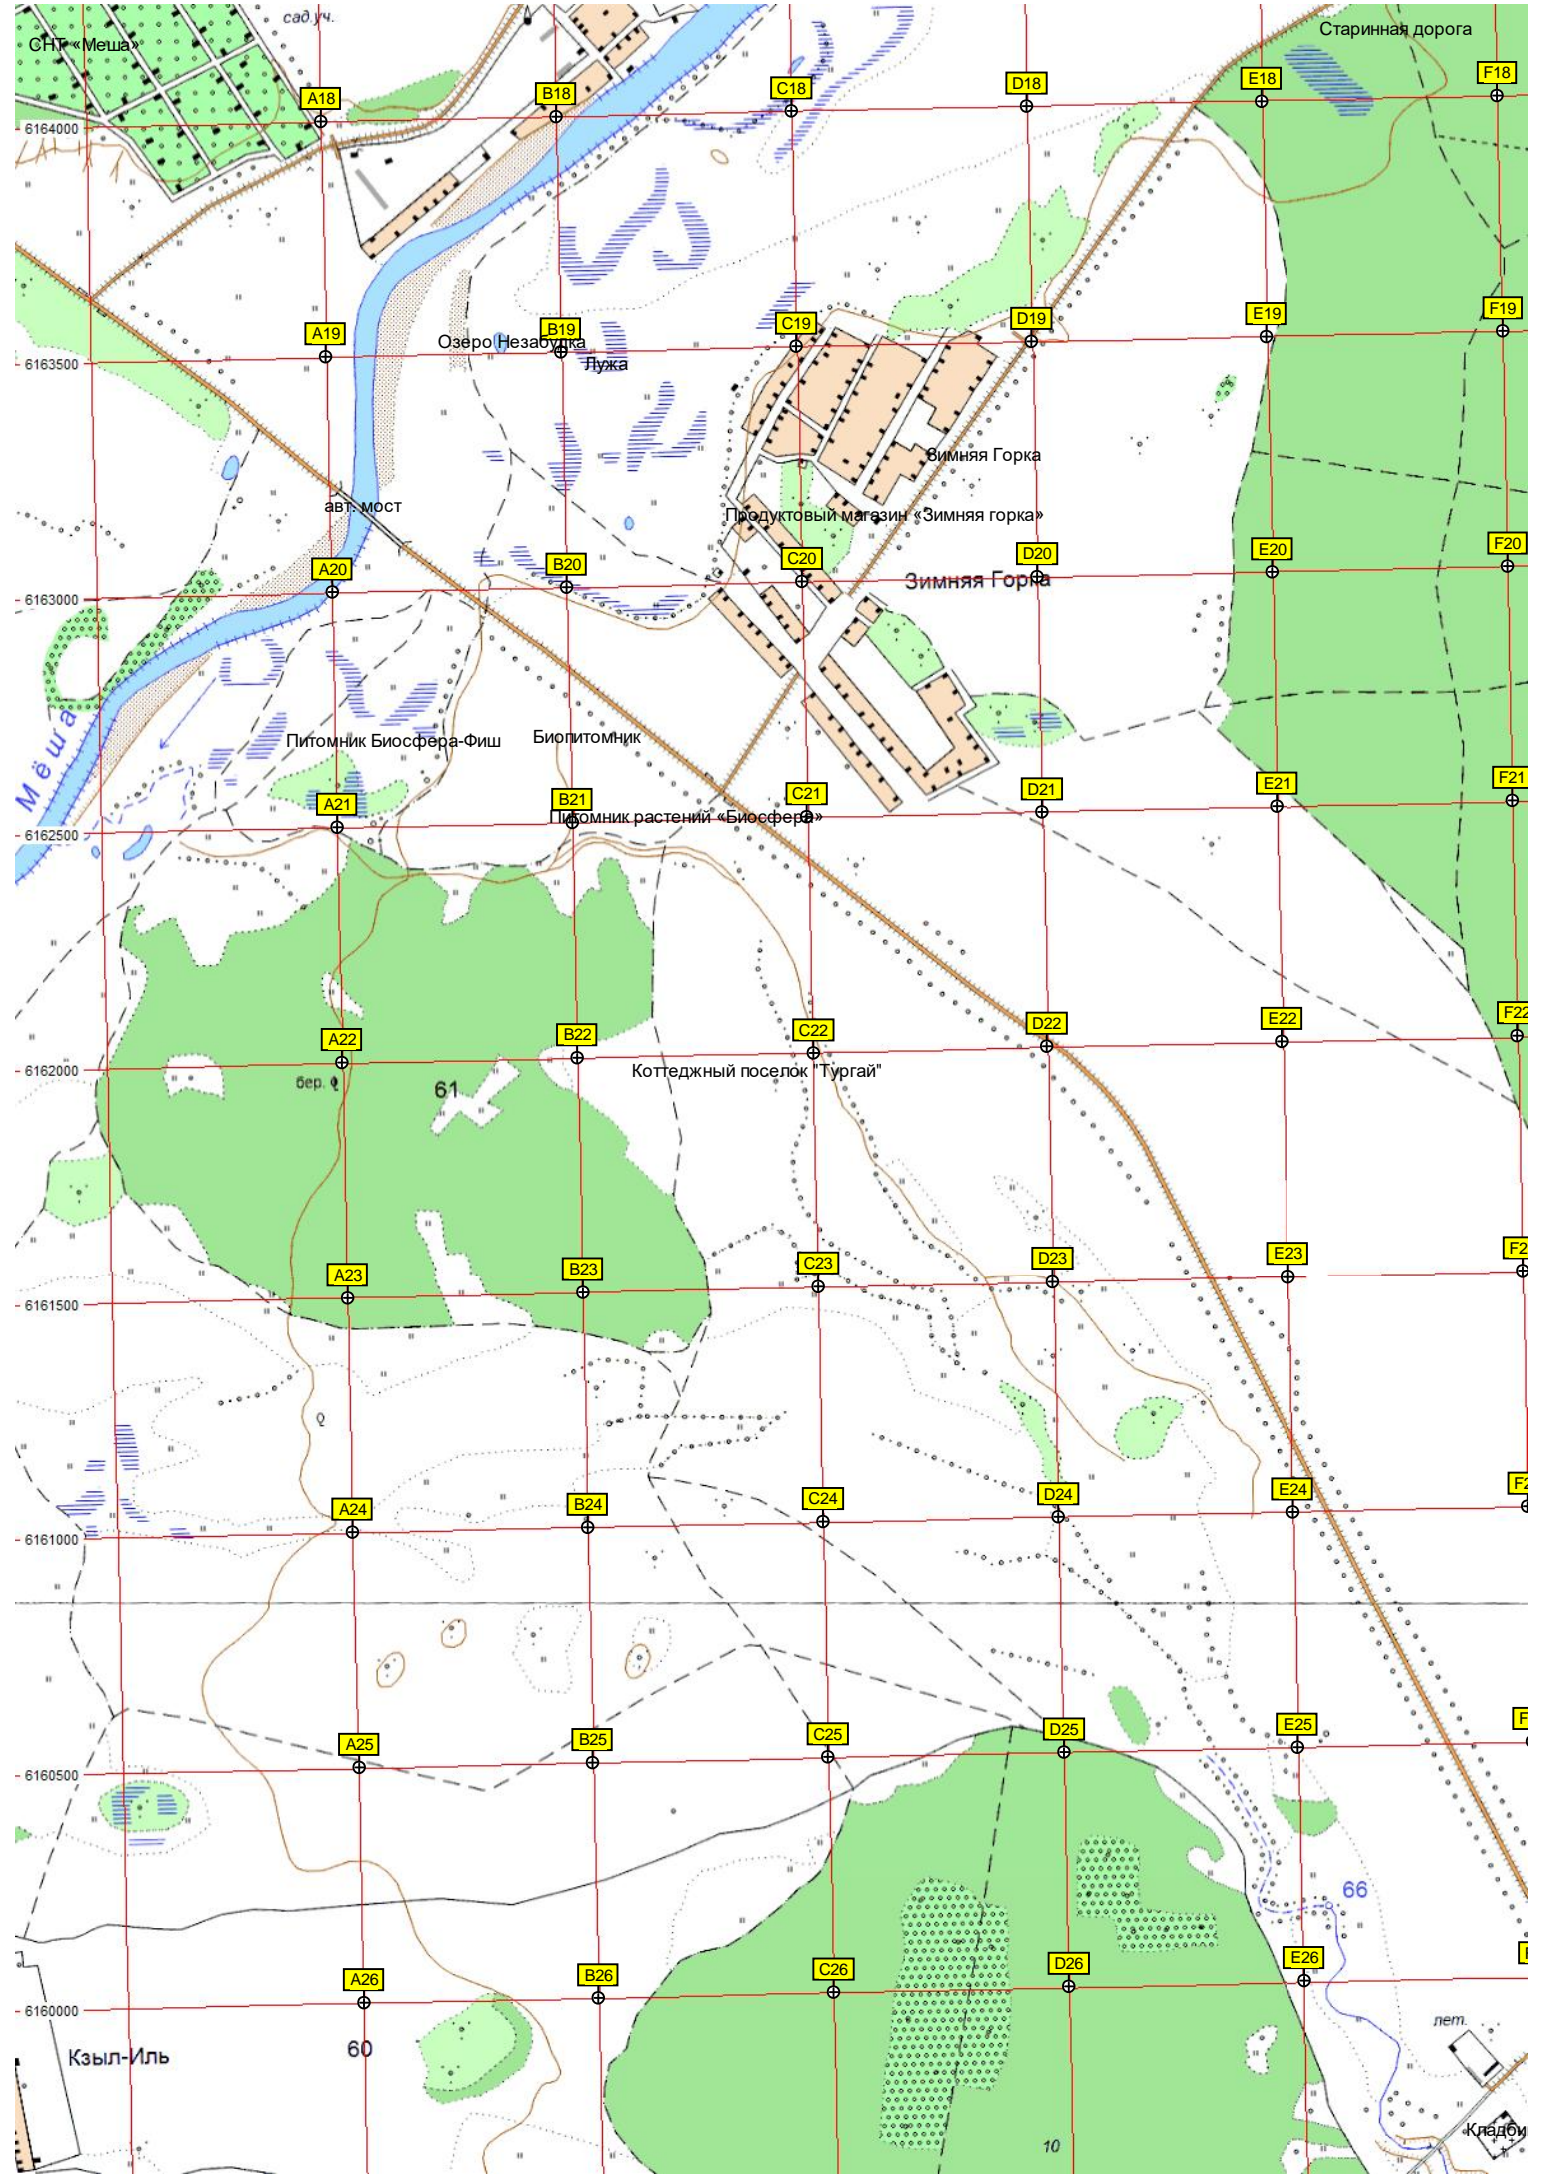 сад.уч.
СНТ «Меша»
Старинная дорога
A18
B18
C18
D18
E18
F18
6164000
A19
B19
C19
D19
E19
F19
Озеро Незабудка
Лужа
6163500
Зимняя Горка
авт. мост
Продуктовый магазин «Зимняя горка»
A20
B20
C20
D20
E20
F20
Зимняя Горка
6163000
Мёша
Питомник Биосфера-Фиш
Биопитомник
A21
B21
C21
D21
E21
F21
Питомник растений «Биосфера»
6162500
A22
B22
C22
D22
E22
F22
6162000
Коттеджный поселок "Тургай"
бер.
61
A23
B23
C23
D23
E23
F2
6161500
A24
B24
C24
D24
E24
F2
6161000
A25
B25
C25
D25
E25
F
6160500
66
A26
B26
C26
D26
E26
F
6160000
лет.
Кзыл-Иль
60
Кладби
10